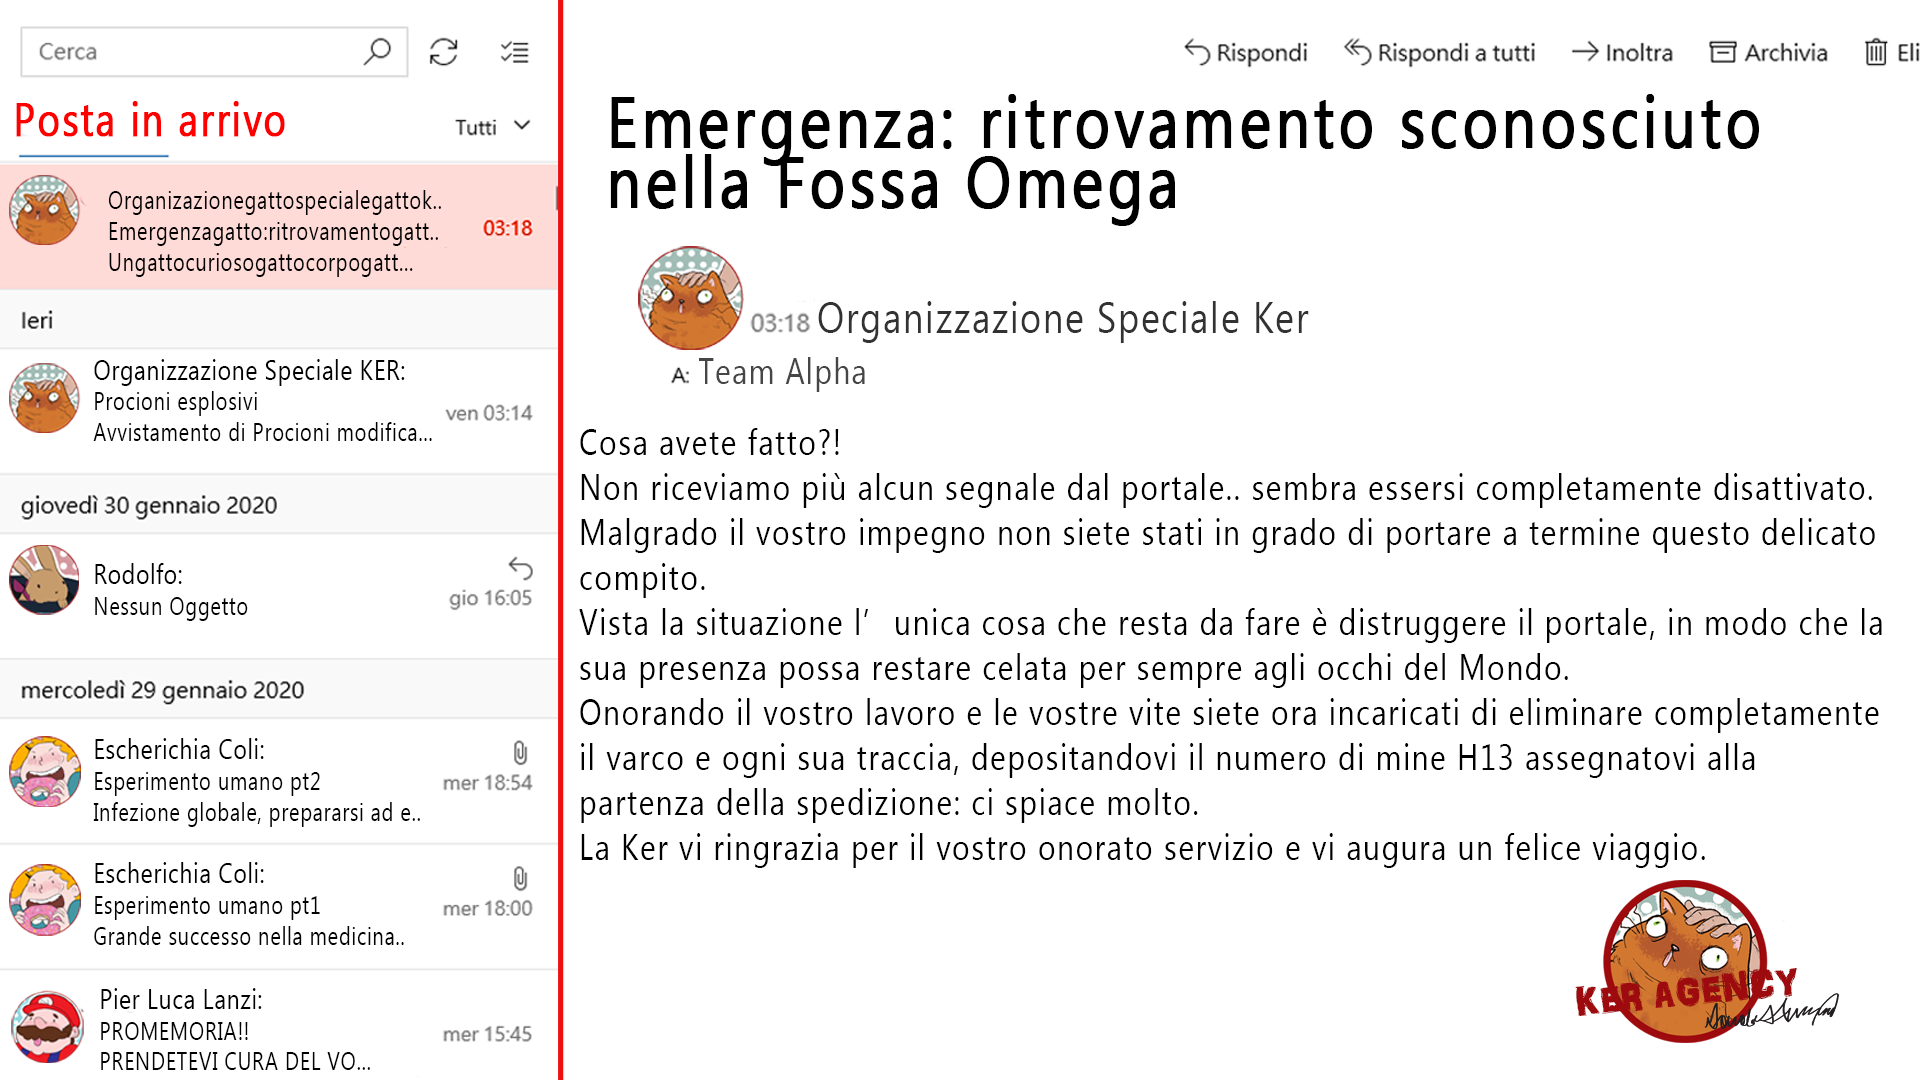 Cerca
Posta in arrivo
Tutti
Organizazionegattospecialegattok..
Emergenzagatto:ritrovamentogatt..
03:18
Ungattocuriosogattocorpogatt...
Ieri
Organizzazione Speciale KER:
Procioni esplosivi
ven 03:14
Avvistamento di Procioni modifica...
giovedì 30 gennaio 2020
Rodolfo:
Nessun Oggetto
gio 16:05
mercoledì 29 gennaio 2020
Escherichia Coli:
Esperimento umano pt2
mer 18:54
Infezione globale, prepararsi ad e..
Escherichia Coli:
Esperimento umano pt1
mer 18:00
Grande successo nella medicina..
Pier Luca Lanzi:
PROMEMORIA!!
mer 15:45
PRENDETEVI CURA DEL VO...
Rispondi
Rispondi a tutti
Inoltra
Archivia
Eli
Emergenza: ritrovamento sconosciuto
nella Fossa Omega
03:18 Organizzazione Speciale Ker
A: Team Alpha
Cosa avete fatto?!
Non riceviamo più alcun segnale dal portale.. sembra essersi completamente disattivato.
Malgrado il vostro impegno non siete stati in grado di portare a termine questo delicato
compito.
Vista la situazione l’ unica cosa che resta da fare è distruggere il portale, in modo che la
sua presenza possa restare celata per sempre agli occhi del Mondo.
Onorando il vostro lavoro e le vostre vite siete ora incaricati di eliminare completamente
il varco e ogni sua traccia, depositandovi il numero di mine H13 assegnatovi alla
partenza della spedizione: ci spiace molto.
La Ker vi ringrazia per il vostro onorato servizio e vi augura un felice viaggio.
KER AGENCY